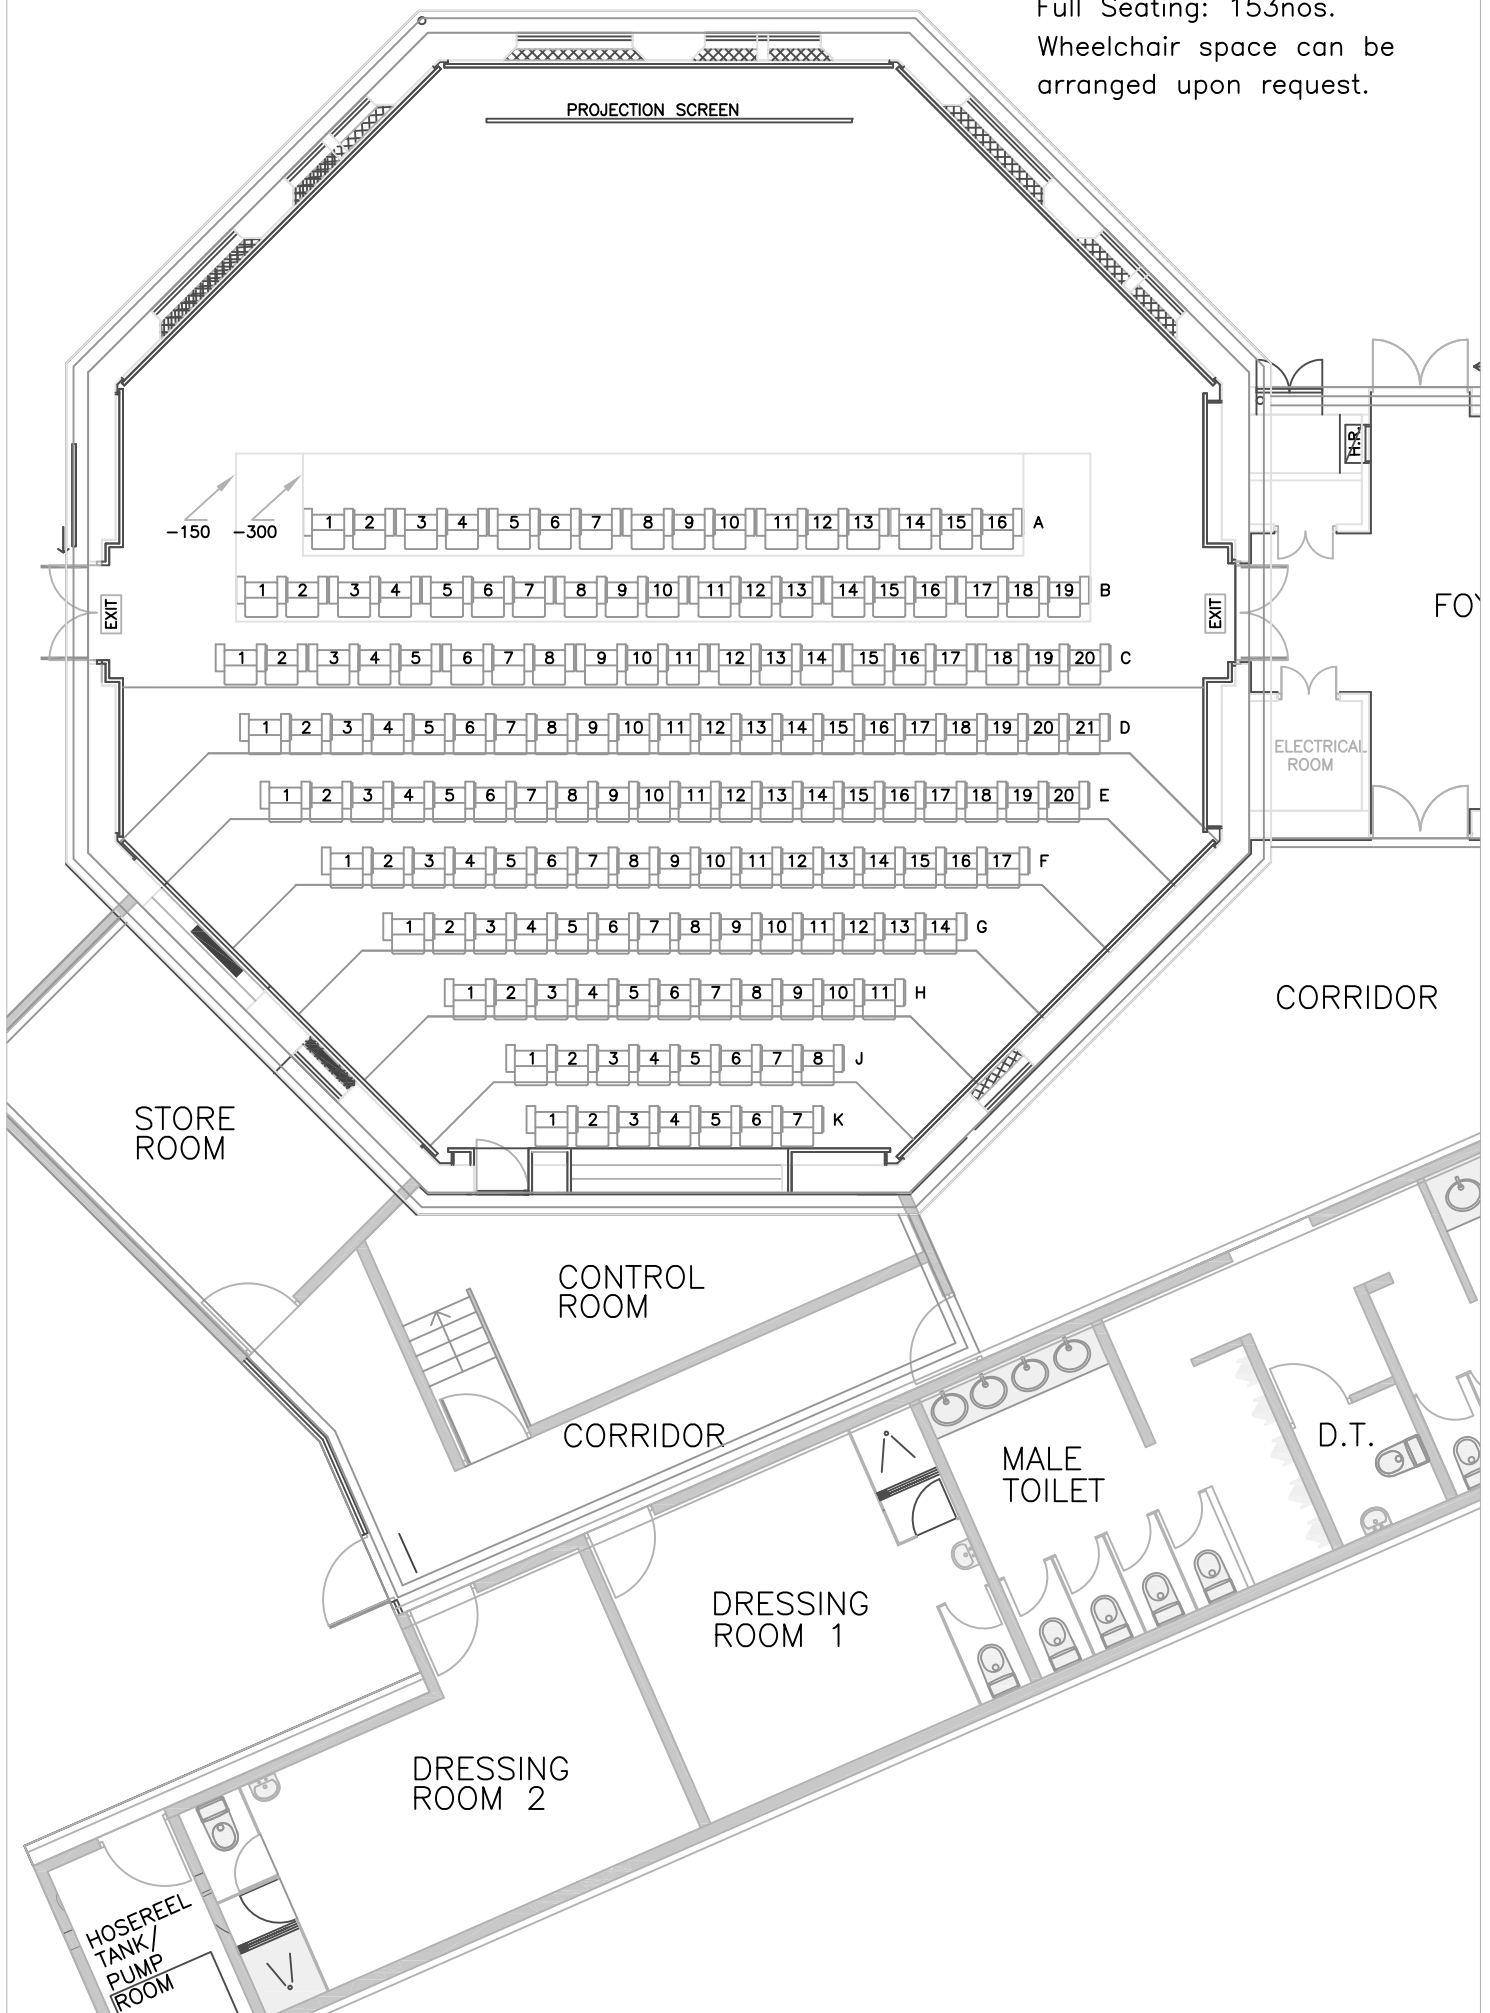 Full Seating: 153nos.
Wheelchair space can be
arranged upon request.
PROJECTION SCREEN
H.R.
-150 -300
1 2 3 4 5 6 7 8 9 10 11 12 13 14 15 16 A
1 2 3 4 5 6 7 8 9 10 11 12 13 14 15 16 17 18 19 B
EXIT
EXIT
FO
1 2 3 4 5 6 7 8 9 10 11 12 13 14 15 16 17 18 19 20 C
1 2 3 4 5 6 7 8 9 10 11 12 13 14 15 16 17 18 19 20 21 D
ELECTRICAL
ROOM
1 2 3 4 5 6 7 8 9 10 11 12 13 14 15 16 17 18 19 20 E
1 2 3 4 5 6 7 8 9 10 11 12 13 14 15 16 17 F
1 2 3 4 5 6 7 8 9 10 11 12 13 14 G
1 2 3 4 5 6 7 8 9 10 11 H
CORRIDOR
1 2 3 4 5 6 7 8 J
1 2 3 4 5 6 7 K
STORE
ROOM
CONTROL
ROOM
CORRIDOR
MALE
TOILET
D.T.
DRESSING
ROOM 1
DRESSING
ROOM 2
HOSEREEL
TANK/
PUMP
ROOM